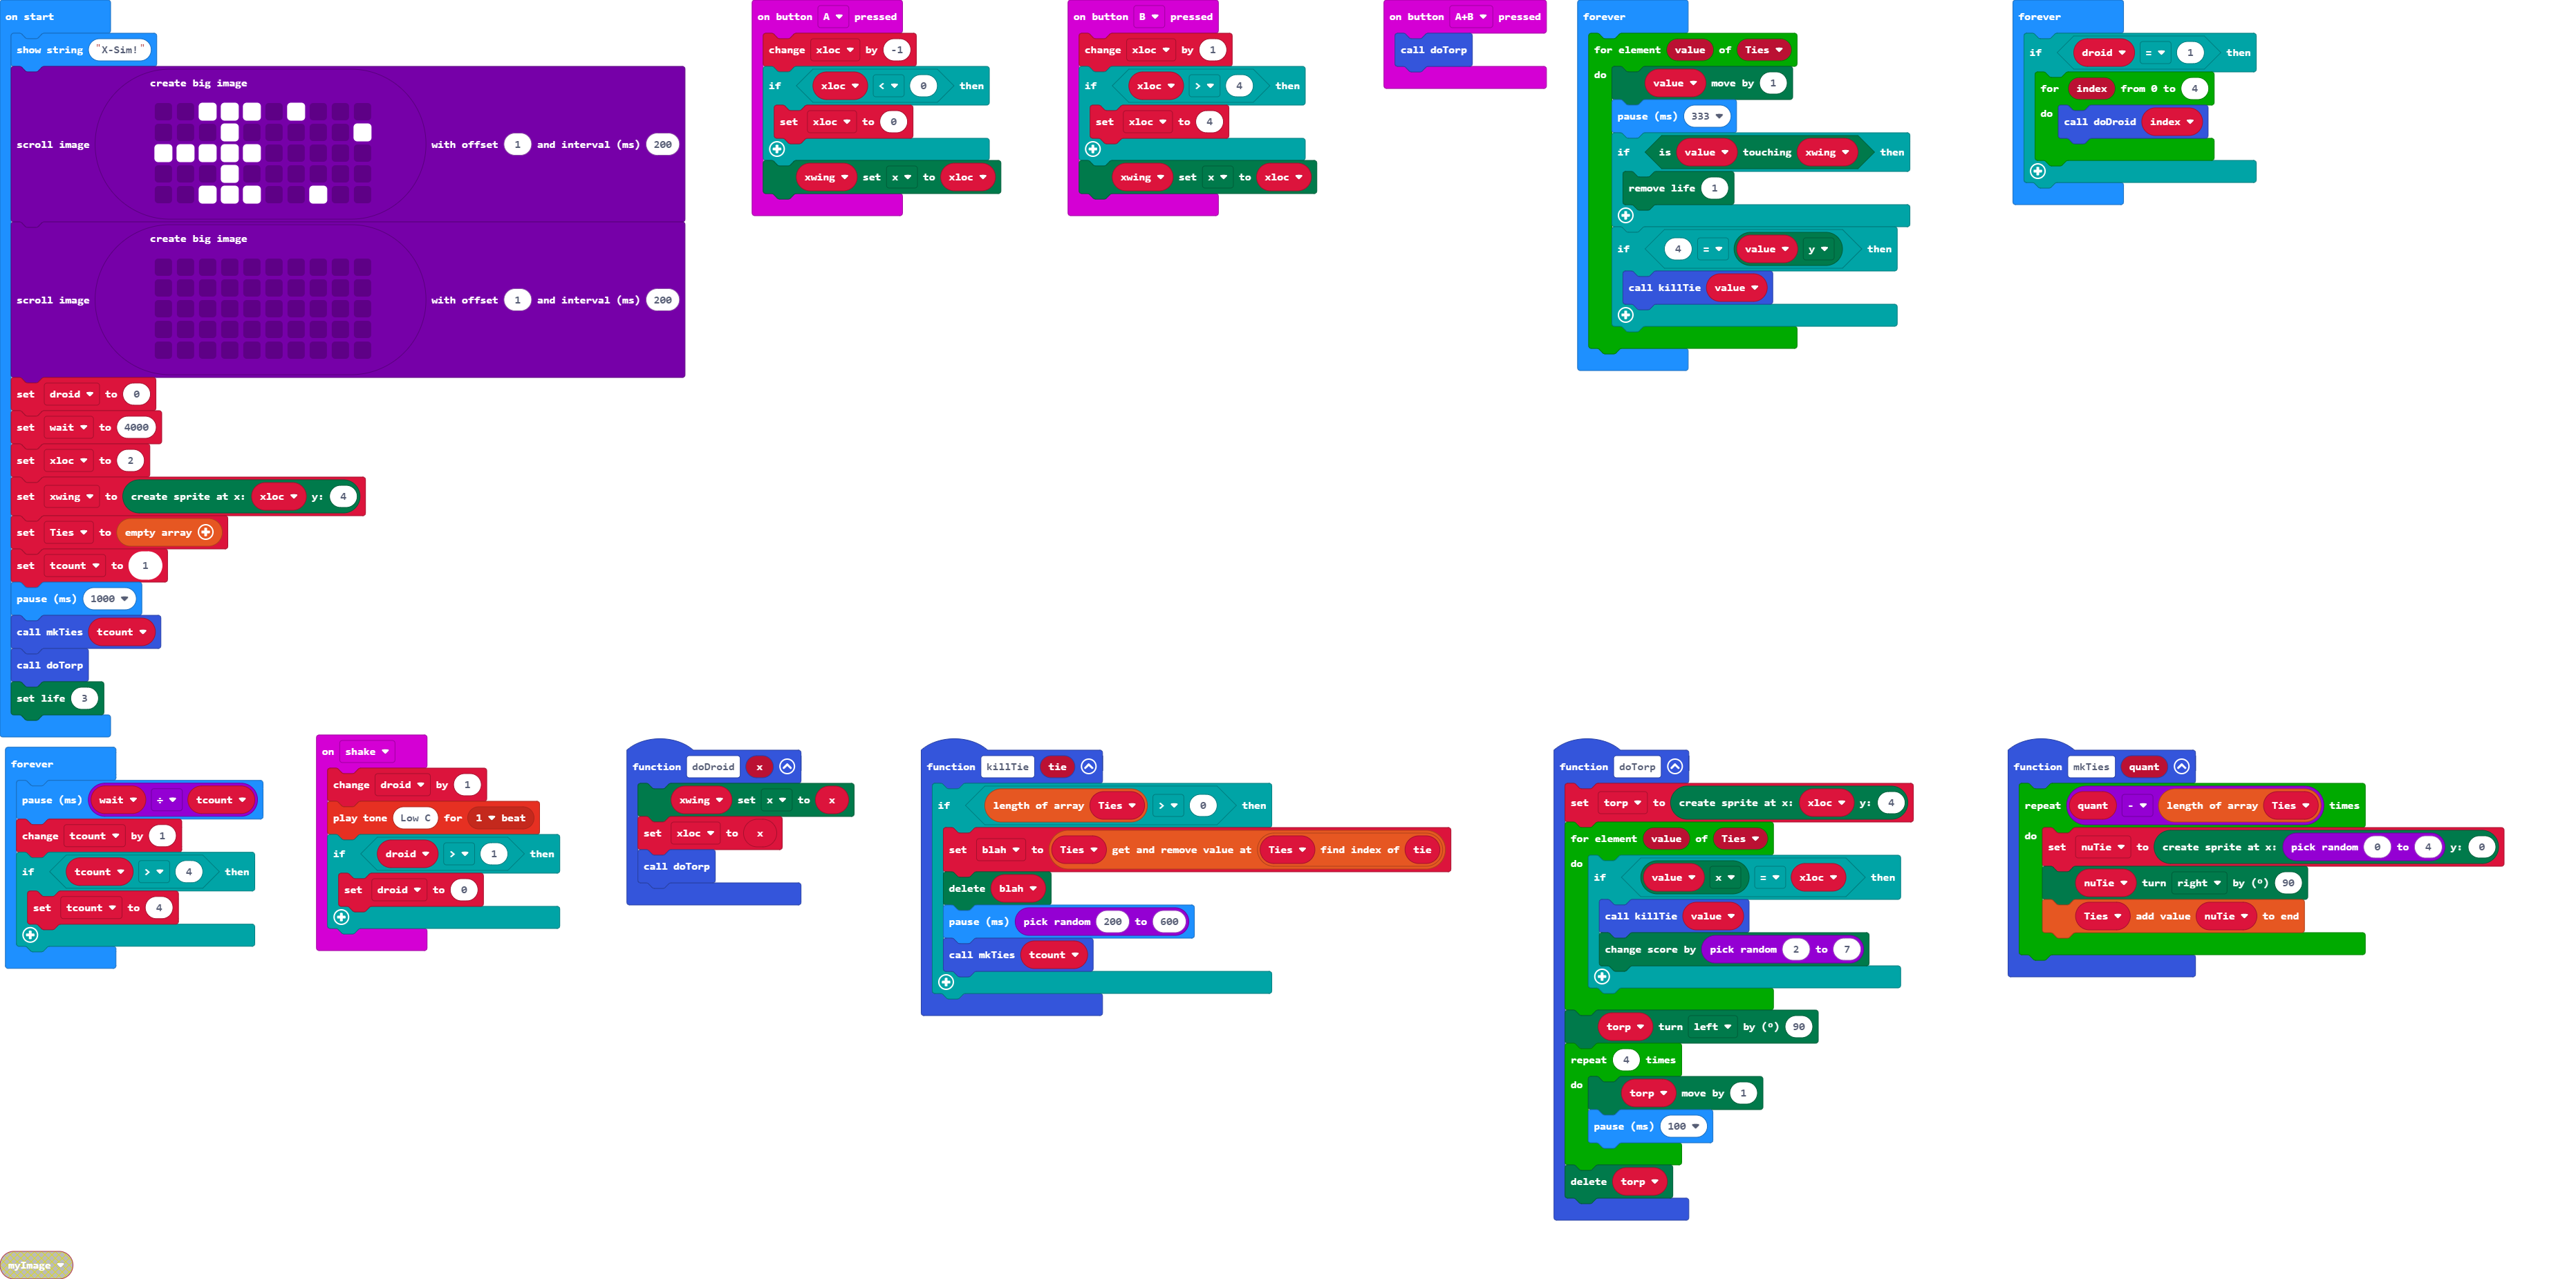 on start
show string "X-Sim!"
create big image
scroll image with offset 1 and interval (ms) 200
create big image
scroll image with offset 1 and interval (ms) 200
set droid to 0
set wait to 4000
set xloc to 2
set xwing to create sprite at x: xloc y: 4
set Ties to empty array
set tcount to 1
pause (ms) 1000
call mkTies tcount
call doTorp
set life 3
on button A pressed
change xloc by -1
if xloc < 0 then
set xloc to 0
xwing set x to xloc
on button B pressed
change xloc by 1
if xloc > 4 then
set xloc to 4
xwing set x to xloc
on button A+B pressed
call doTorp
forever
for element value of Ties
do
value move by 1
pause (ms) 333
if is value touching xwing then
remove life 1
if 4 = value y then
call killTie value
forever
if droid = 1 then
for index from 0 to 4
do
call doDroid index
forever
pause (ms) wait ÷ tcount
change tcount by 1
if tcount > 4 then
set tcount to 4
on shake
change droid by 1
play tone Low C for 1 beat
if droid > 1 then
set droid to 0
function doDroid x
xwing set x to x
set xloc to x
call doTorp
function killTie tie
if length of array Ties > 0 then
set blah to Ties get and remove value at Ties find index of tie
delete blah
pause (ms) pick random 200 to 600
call mkTies tcount
function doTorp
set torp to create sprite at x: xloc y: 4
for element value of Ties
do
if value x = xloc then
call killTie value
change score by pick random 2 to 7
torp turn left by (°) 90
repeat 4 times
do
torp move by 1
pause (ms) 100
delete torp
function mkTies quant
repeat quant - length of array Ties times
do
set nuTie to create sprite at x: pick random 0 to 4 y: 0
nuTie turn right by (°) 90
Ties add value nuTie to end
myImage